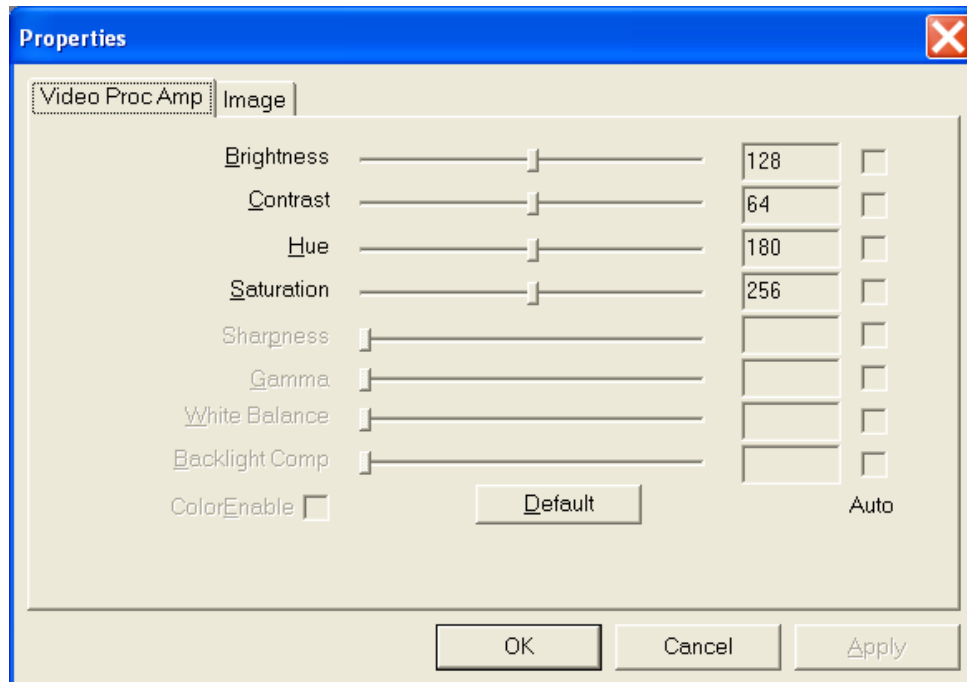 Properties
Video Proc Amp Image
Brightness 128
Contrast 64
Hue 180
Saturation 256
Sharpness
Gamma
White Balance
Backlight Comp
ColorEnable Default Auto
OK Cancel Apply